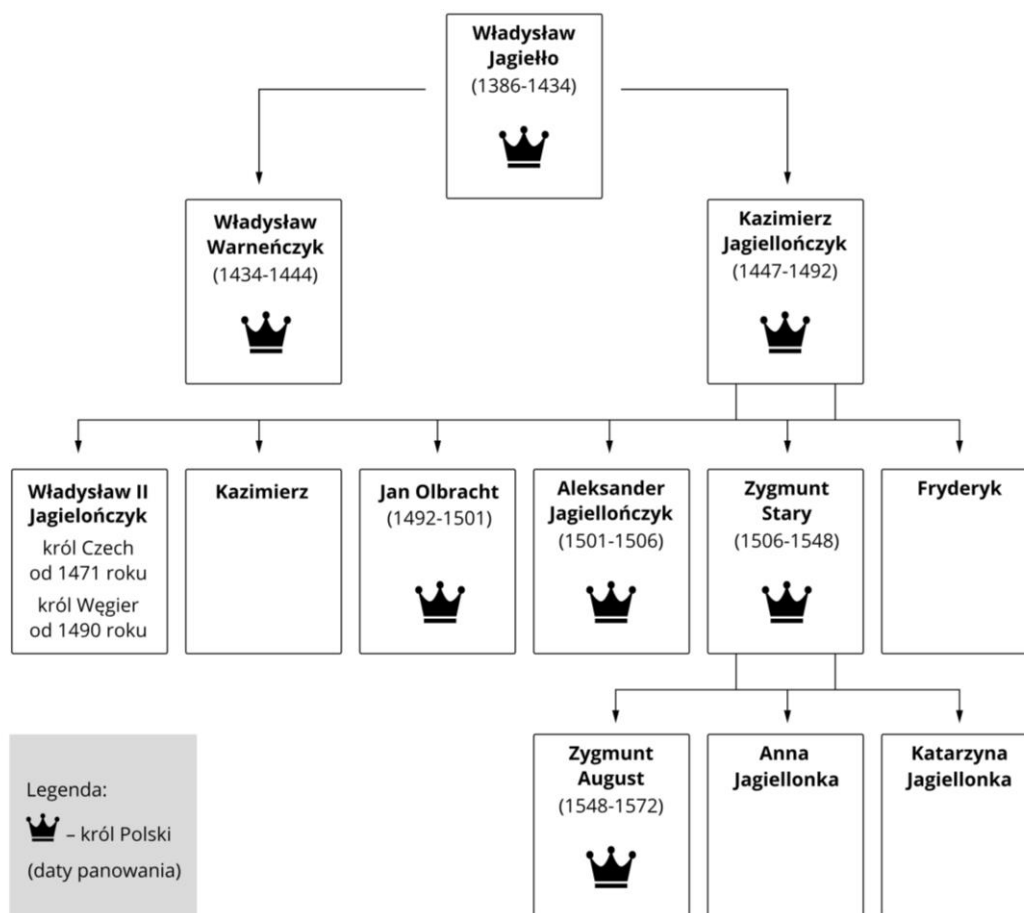 Władysław
Jagiełło
(1386-1434)
Władysław
Warneńczyk
(1434-1444)
Kazimierz
Jagiellończyk
(1447-1492)
Władysław II
Jagielończyk
król Czech
od 1471 roku
król Węgier
od 1490 roku
Kazimierz
Jan Olbracht
(1492-1501)
Aleksander
Jagiellończyk
(1501-1506)
Zygmunt
Stary
(1506-1548)
Fryderyk
Zygmunt
August
(1548-1572)
Anna
Jagiellonka
Katarzyna
Jagiellonka
Legenda:
– król Polski
(daty panowania)